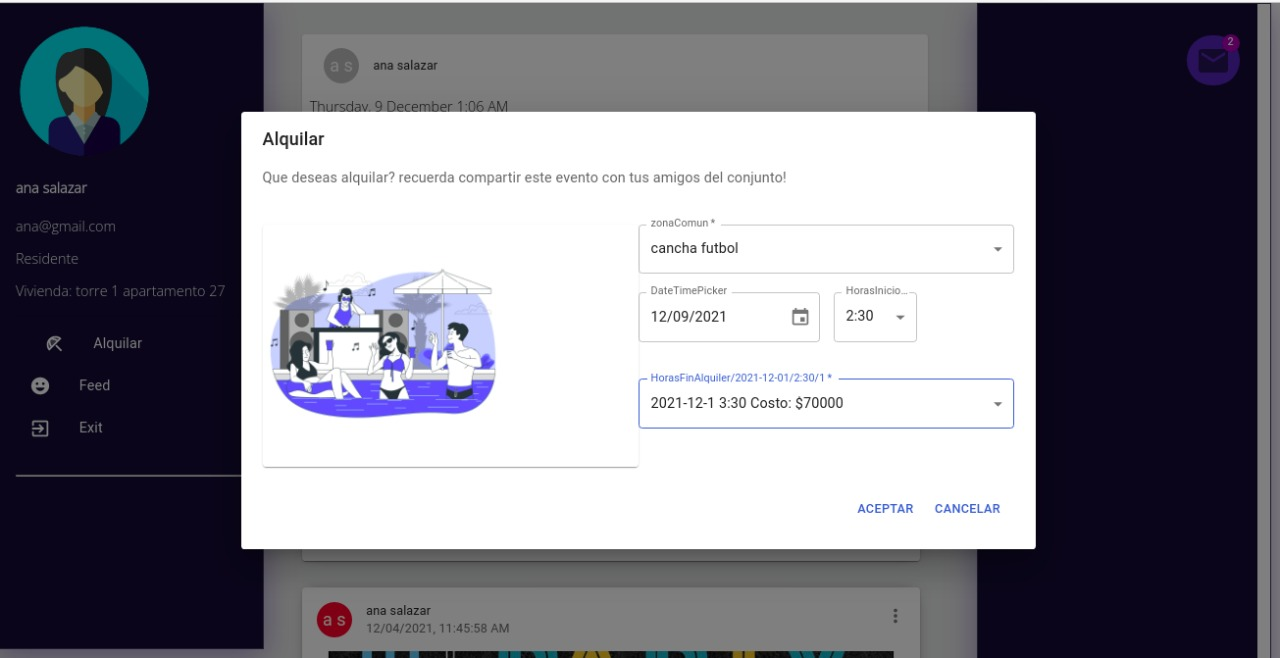 ana salazar
ana@gmail.com
Residente
Vivienda: torre 1 apartamento 27
Alquilar
Feed
Exit
a s
ana salazar
Thursday, 9 December 1:06 AM
2
Alquilar
Que deseas alquilar? recuerda compartir este evento con tus amigos del conjunto!
zonaComun *
cancha futbol
DateTimePicker
12/09/2021
HorasInicio...
2:30
HorasFinAlquiler/2021-12-01/2:30/1 *
2021-12-1 3:30 Costo: $70000
ACEPTAR
CANCELAR
a s
ana salazar
12/04/2021, 11:45:58 AM